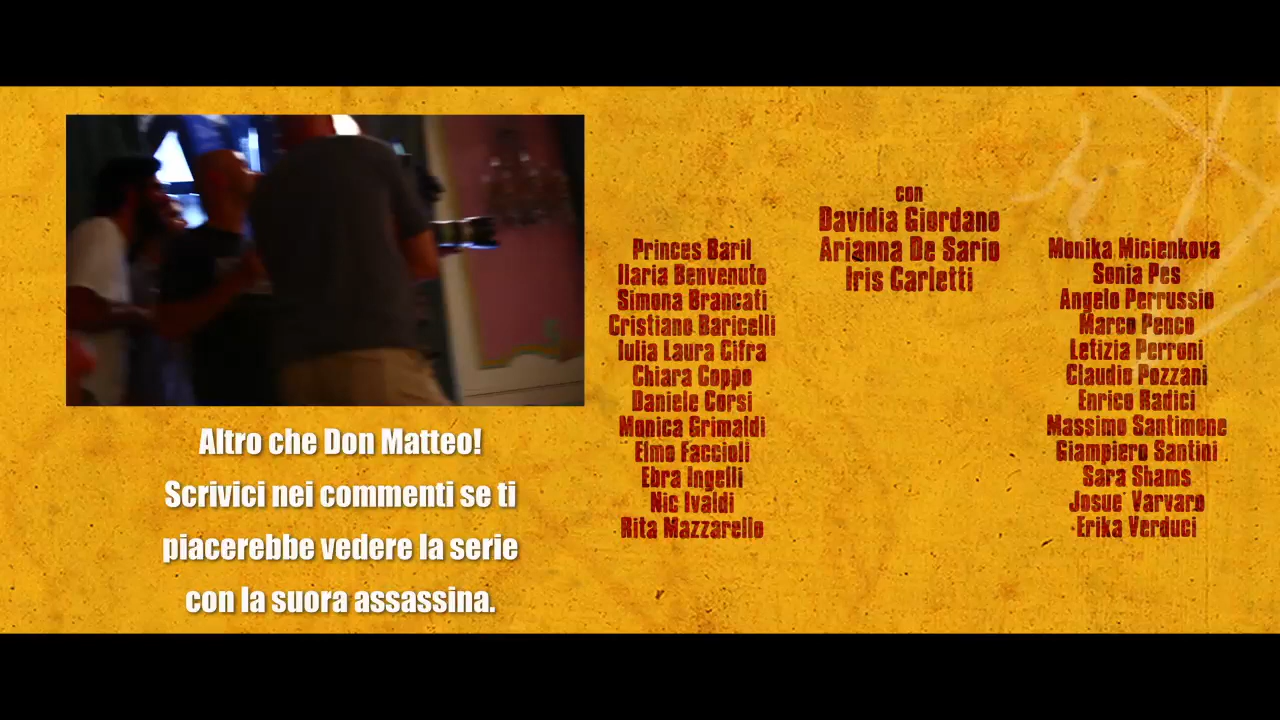 Altro che Don Matteo!
Scrivici nei commenti se ti
piacerebbe vedere la serie
con la suora assassina.
Princes Baril
Ilaria Benvenuto
Simona Brancati
Cristiano Baricelli
Iulia Laura Cifra
Chiara Coppo
Daniele Corsi
Monica Grimaldi
Elmo Faccioli
Ebra Ingelli
Nic Ivaldi
Rita Mazzarello
con
Davidia Giordano
Arianna De Sario
Iris Carletti
Monika Micienkova
Sonia Pes
Angelo Perrussio
Marco Penco
Letizia Perroni
Claudio Pozzani
Enrico Radici
Massimo Santimone
Giampiero Santini
Sara Shams
Josue' Varvaro
Erika Verduci